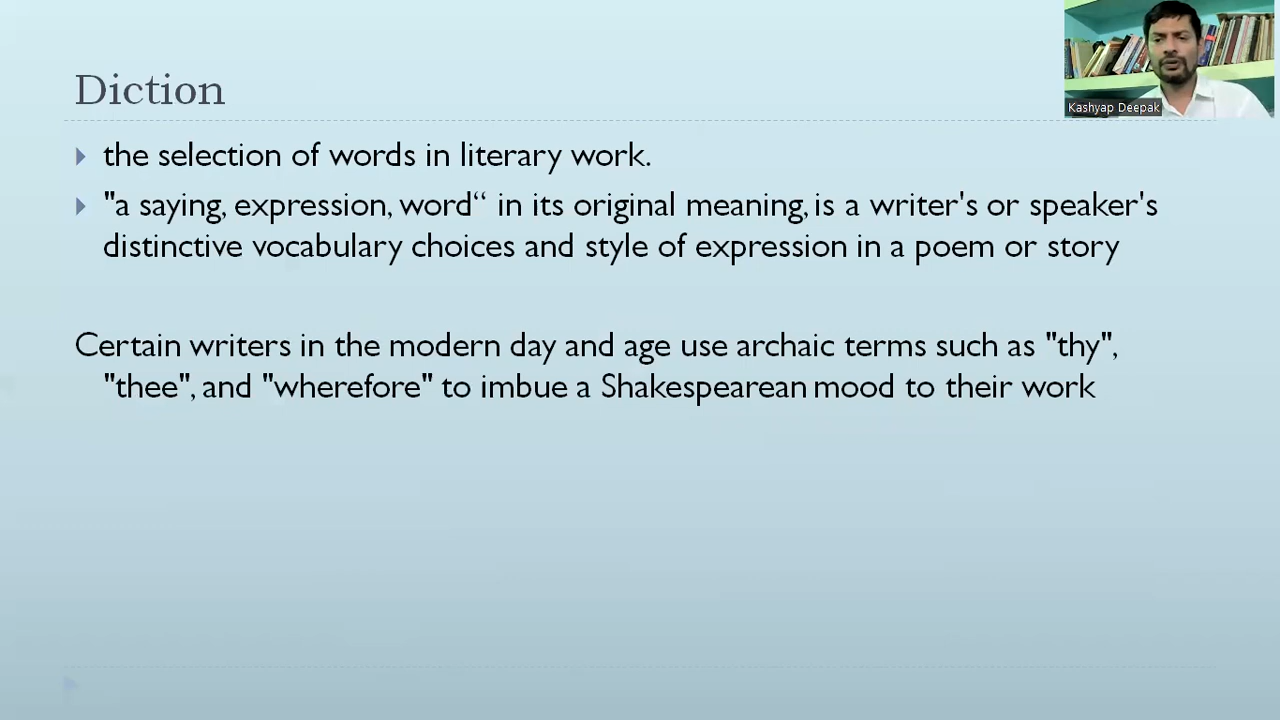 Diction
Kashyap Deepak
the selection of words in literary work.
"a saying, expression, word“ in its original meaning, is a writer's or speaker's
distinctive vocabulary choices and style of expression in a poem or story
Certain writers in the modern day and age use archaic terms such as "thy",
"thee", and "wherefore" to imbue a Shakespearean mood to their work